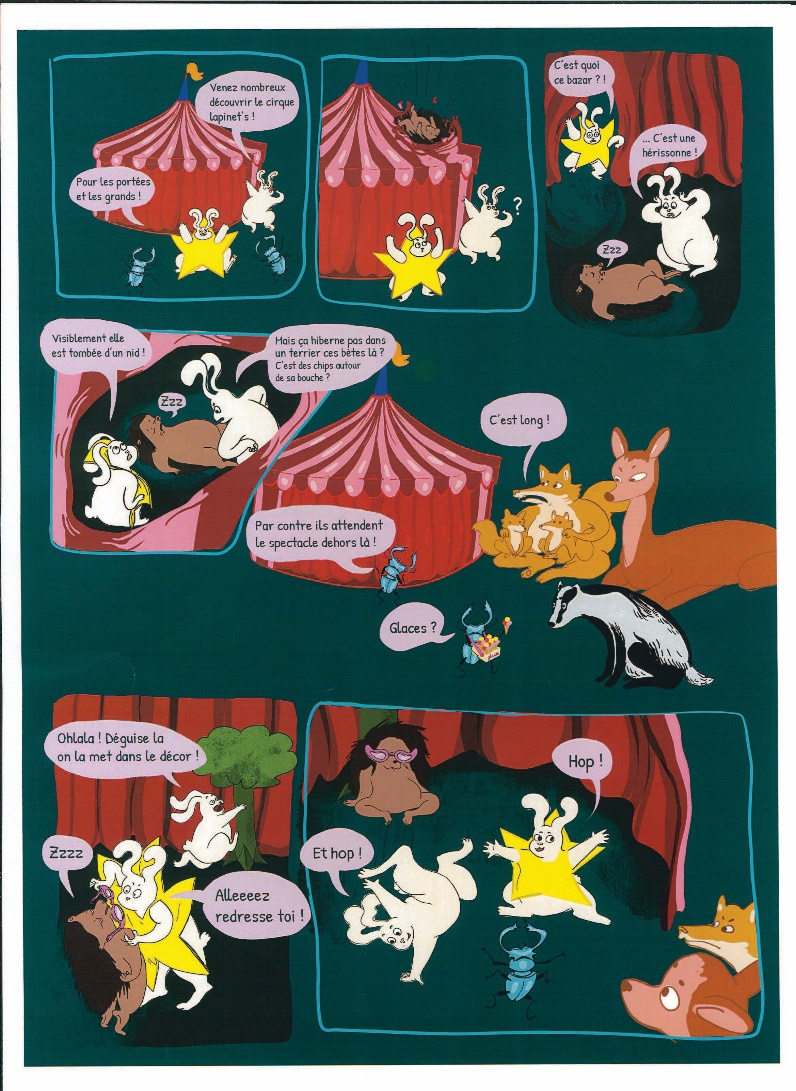 Venez nombreux
découvrir le cirque
lapinet's !
Pour les portées
et les grands !
?
C'est quoi
ce bazar ? !
... C'est une
hérissonne !
Zzz
Visiblement elle
est tombée d'un nid !
Mais ça hiberne pas dans
un terrier ces bêtes là ?
C'est des chips autour
de sa bouche ?
Zzz
C'est long !
Par contre ils attendent
le spectacle dehors là !
Glaces ?
Ohlala ! Déguise la
on la met dans le décor !
Zzzz
Alleeeez
redresse toi !
Hop !
Et hop !